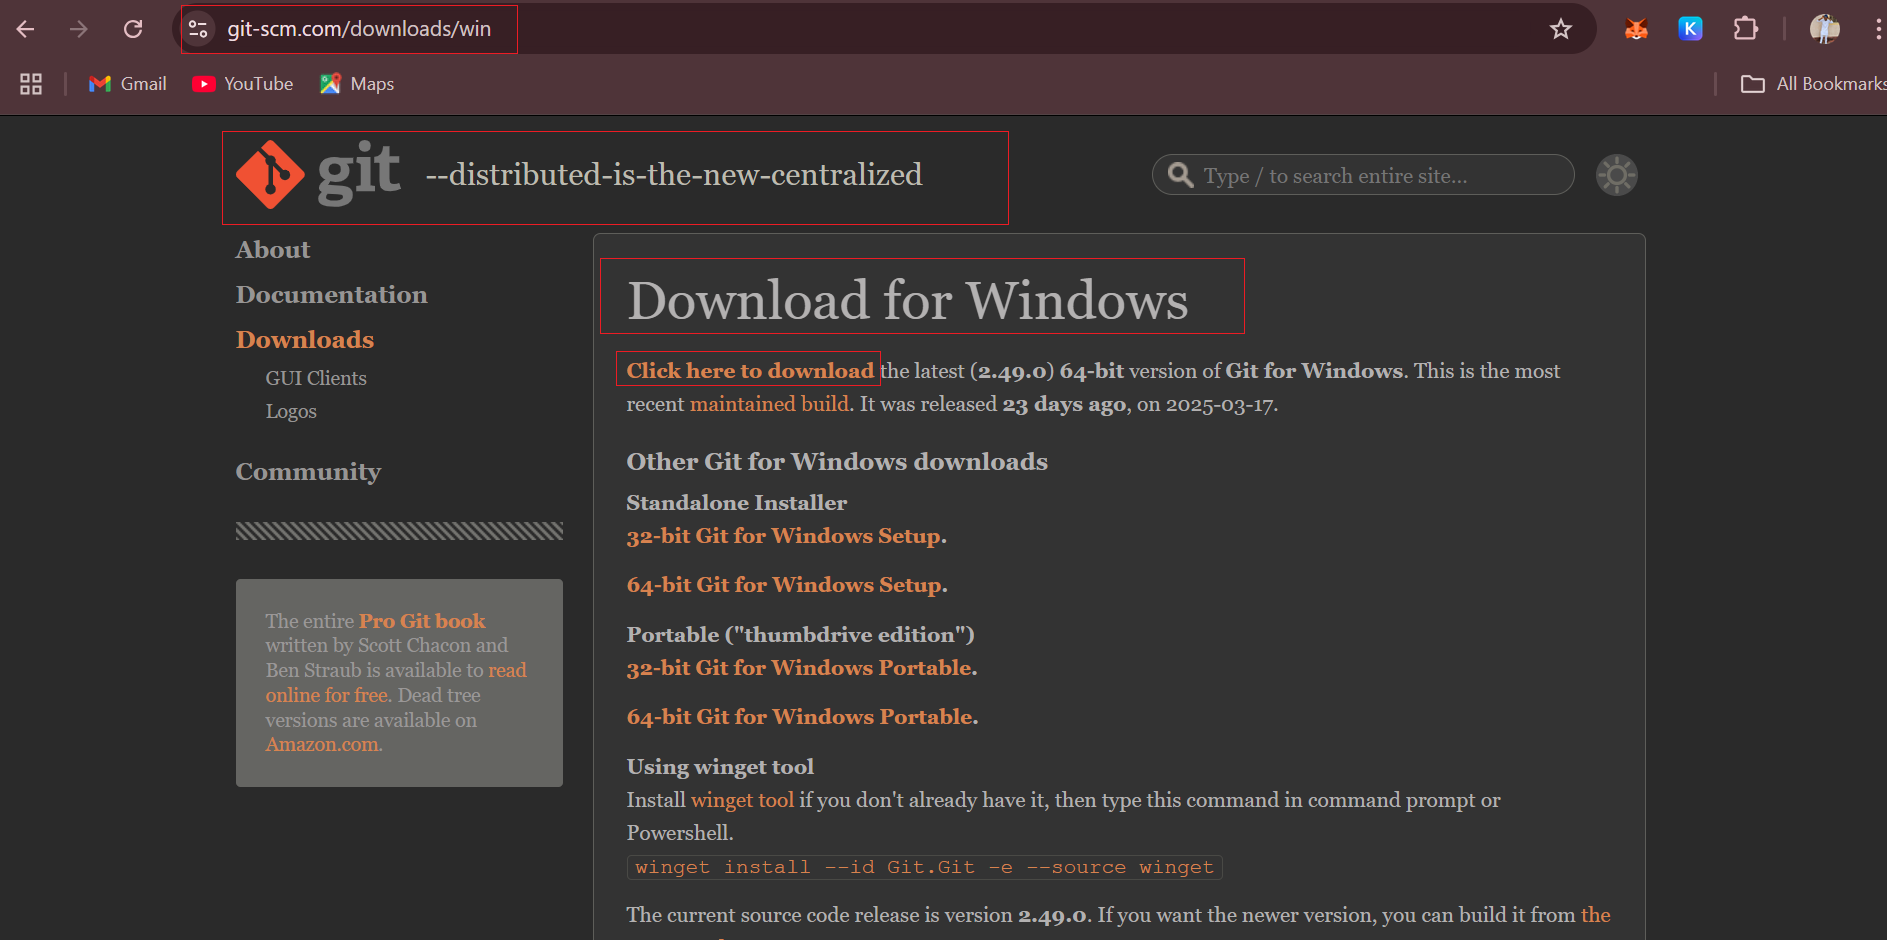 git-scm.com/downloads/win
K
Gmail
YouTube
Maps
All Bookmarks
git
--distributed-is-the-new-centralized
Type / to search entire site...
About
Documentation
Downloads
GUI Clients
Logos
Community
The entire Pro Git book
written by Scott Chacon and
Ben Straub is available to read
online for free. Dead tree
versions are available on
Amazon.com.
Download for Windows
Click here to download the latest (2.49.0) 64-bit version of Git for Windows. This is the most
recent maintained build. It was released 23 days ago, on 2025-03-17.
Other Git for Windows downloads
Standalone Installer
32-bit Git for Windows Setup.
64-bit Git for Windows Setup.
Portable ("thumbdrive edition")
32-bit Git for Windows Portable.
64-bit Git for Windows Portable.
Using winget tool
Install winget tool if you don't already have it, then type this command in command prompt or
Powershell.
winget install --id Git.Git -e --source winget
The current source code release is version 2.49.0. If you want the newer version, you can build it from the